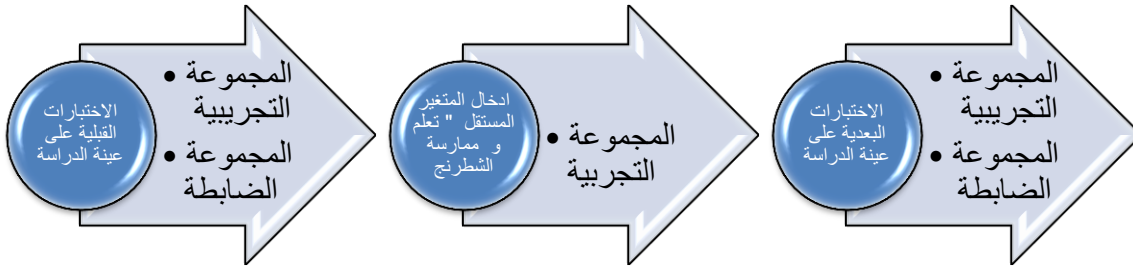 الاختبارات
القبلية على
عينة الدراسة
• المجموعة
التجريبية
• المجموعة
الضابطة
ادخال المتغير
المستقل " تعلم
و ممارسة
الشطرنج
• المجموعة
التجربية
الاختبارات
البعدية على
عينة الدراسة
• المجموعة
التجريبية
• المجموعة
الضابطة